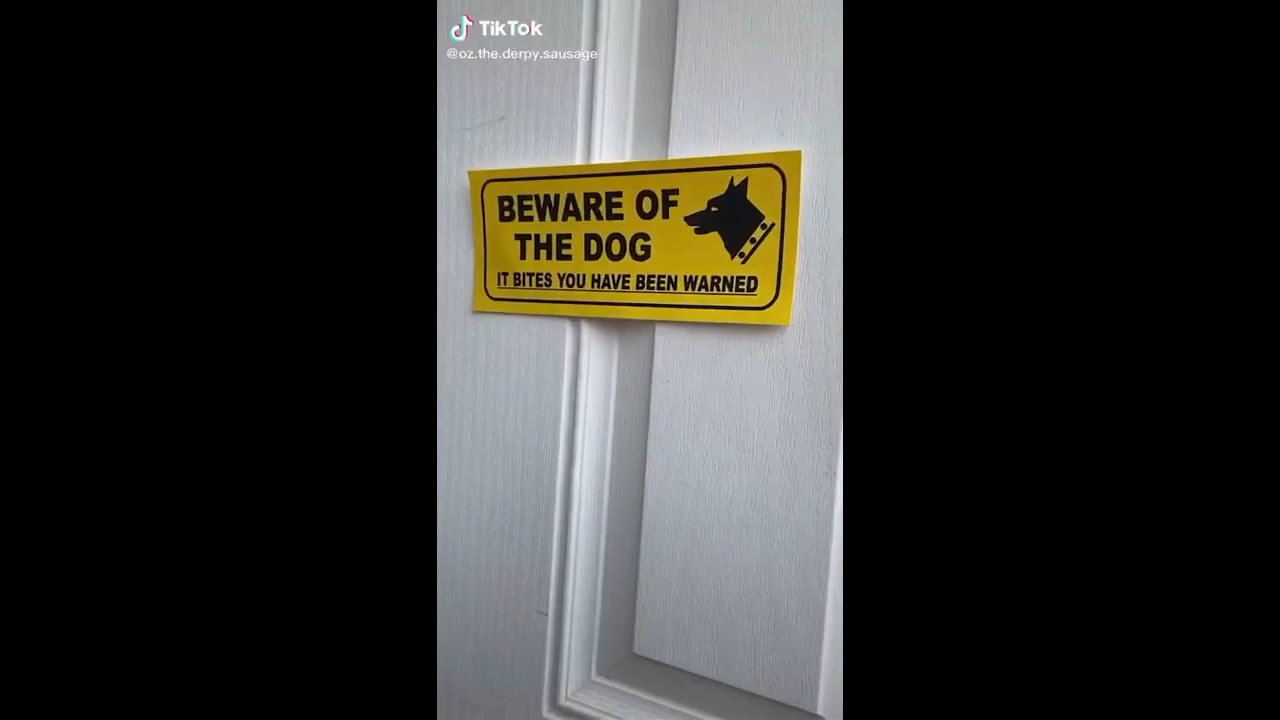 TikTok
@oz.the.derpy.sausage
BEWARE OF
THE DOG
IT BITES YOU HAVE BEEN WARNED